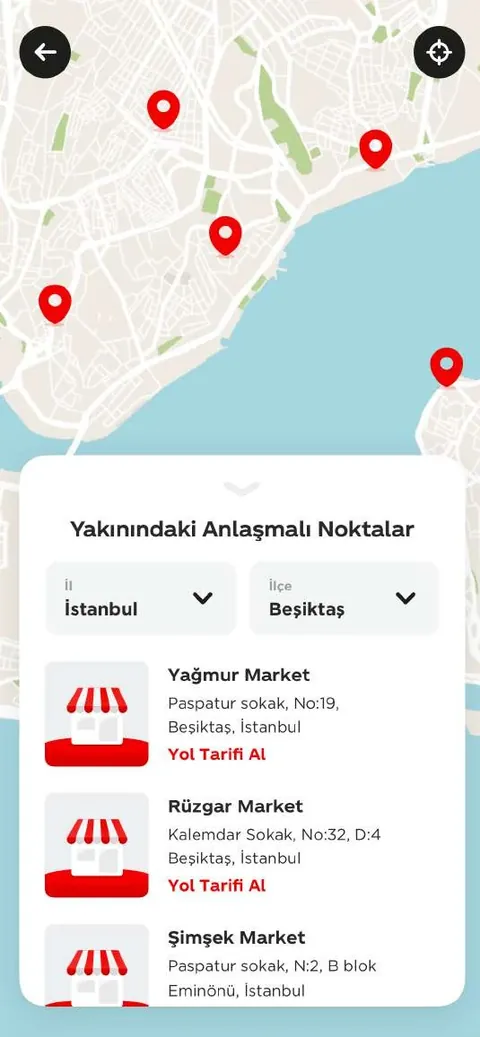 Yakınındaki Anlaşmalı Noktalar
İl
İstanbul
İlçe
Beşiktaş
Yağmur Market
Paspatur sokak, No:19,
Beşiktaş, İstanbul
Yol Tarifi Al
Rüzgar Market
Kalemdar Sokak, No:32, D:4
Beşiktaş, İstanbul
Yol Tarifi Al
Şimşek Market
Paspatur sokak, N:2, B blok
Eminönü, İstanbul